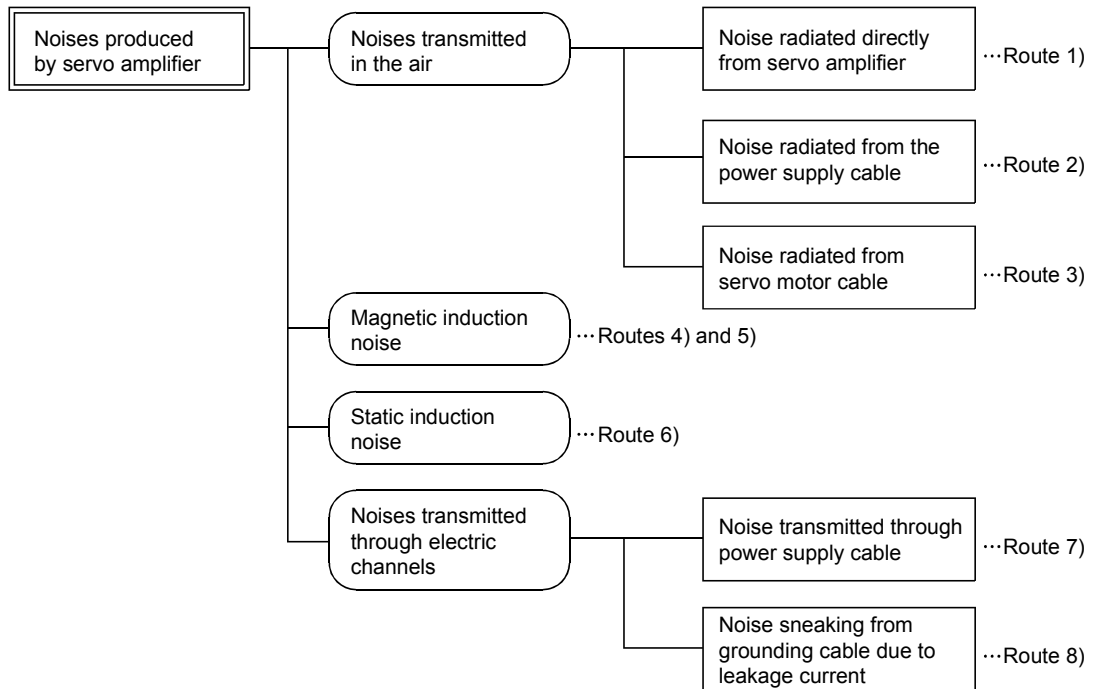 Noises produced
by servo amplifier
Noises transmitted
in the air
Noise radiated directly
from servo amplifier
…Route 1)
Noise radiated from the
power supply cable
…Route 2)
Noise radiated from
servo motor cable
…Route 3)
Magnetic induction
noise
…Routes 4) and 5)
Static induction
noise
…Route 6)
Noises transmitted
through electric
channels
Noise transmitted through
power supply cable
…Route 7)
Noise sneaking from
grounding cable due to
leakage current
…Route 8)